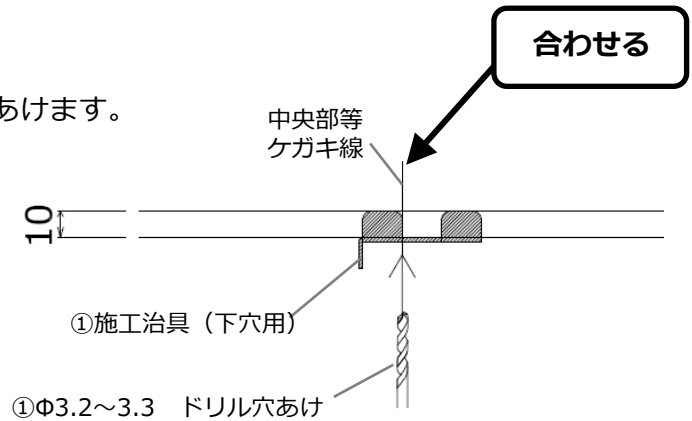 合わせる
あけます。
中央部等
ケガキ線
10
①施工治具（下穴用）
①Φ3.2～3.3　ドリル穴あけ